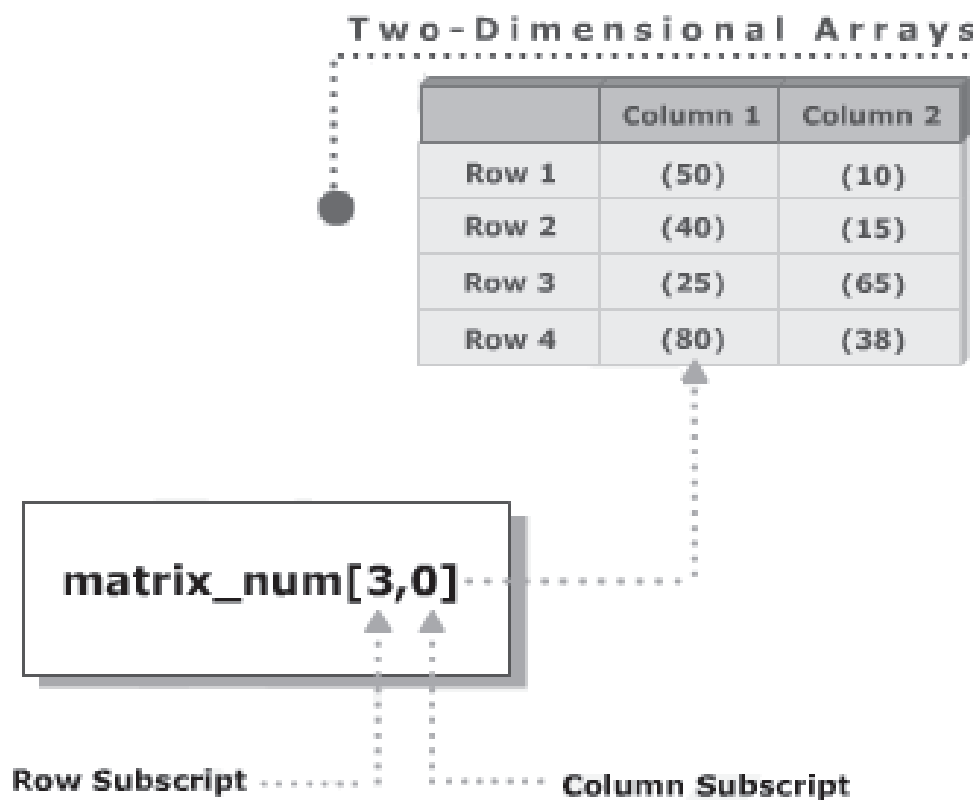 Two-Dimensional Arrays
Column 1 Column 2
Row 1 (50) (10)
Row 2 (40) (15)
Row 3 (25) (65)
Row 4 (80) (38)
matrix_num[3,0]
Row Subscript Column Subscript